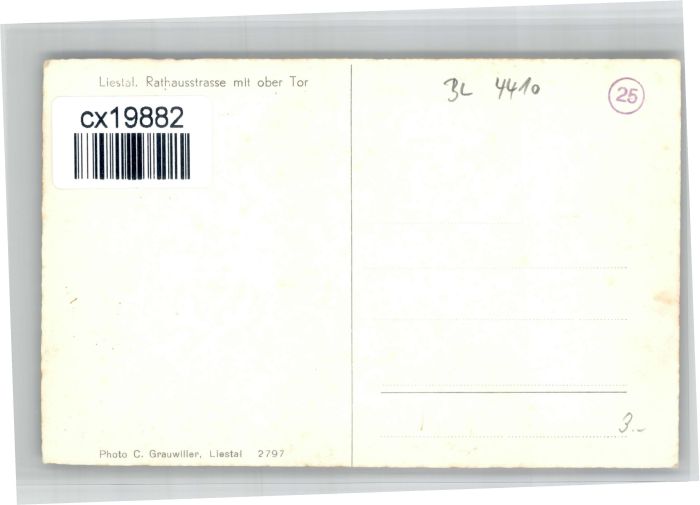 Liestal. Rathausstrasse mit ober Tor
BL 4410
25
cx19882
3.-
Photo C. Grauwiller, Liestal 2797